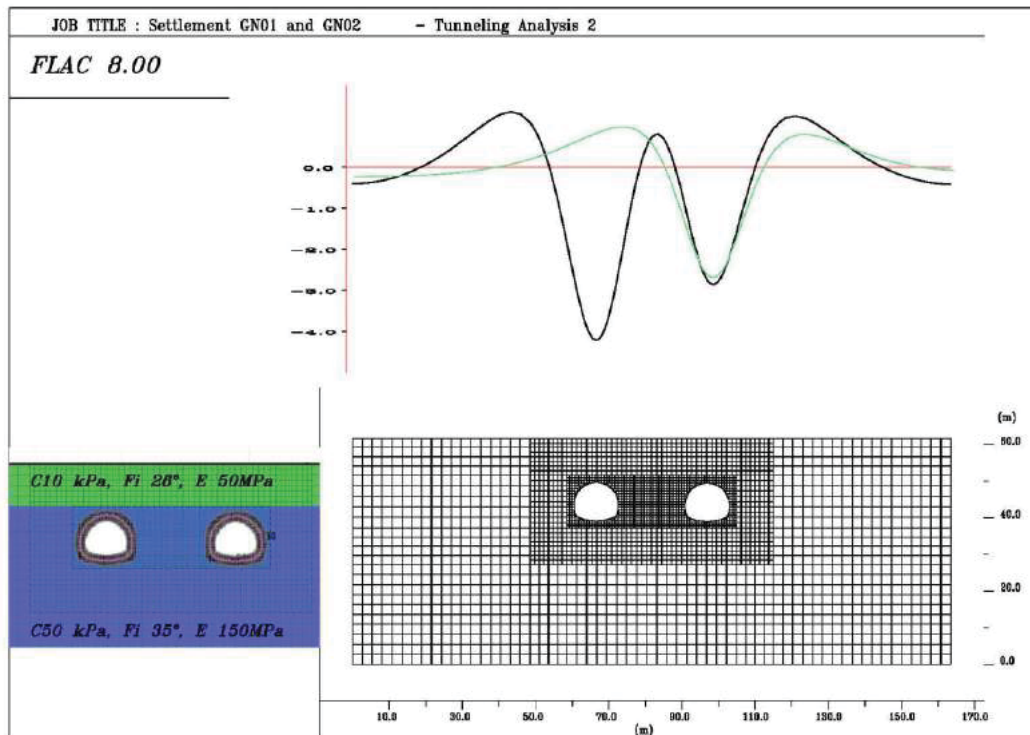 JOB TITLE : Settlement GN01 and GN02 - Tunneling Analysis 2
FLAC 8.00
0.0
-1.0
-2.0
-3.0
-4.0
C10 kPa, Fi 26°, E 50MPa
C50 kPa, Fi 35°, E 150MPa
(m)
60.0
40.0
20.0
0.0
10.0 30.0 50.0 70.0 90.0 110.0 130.0 150.0 170.0
(m)